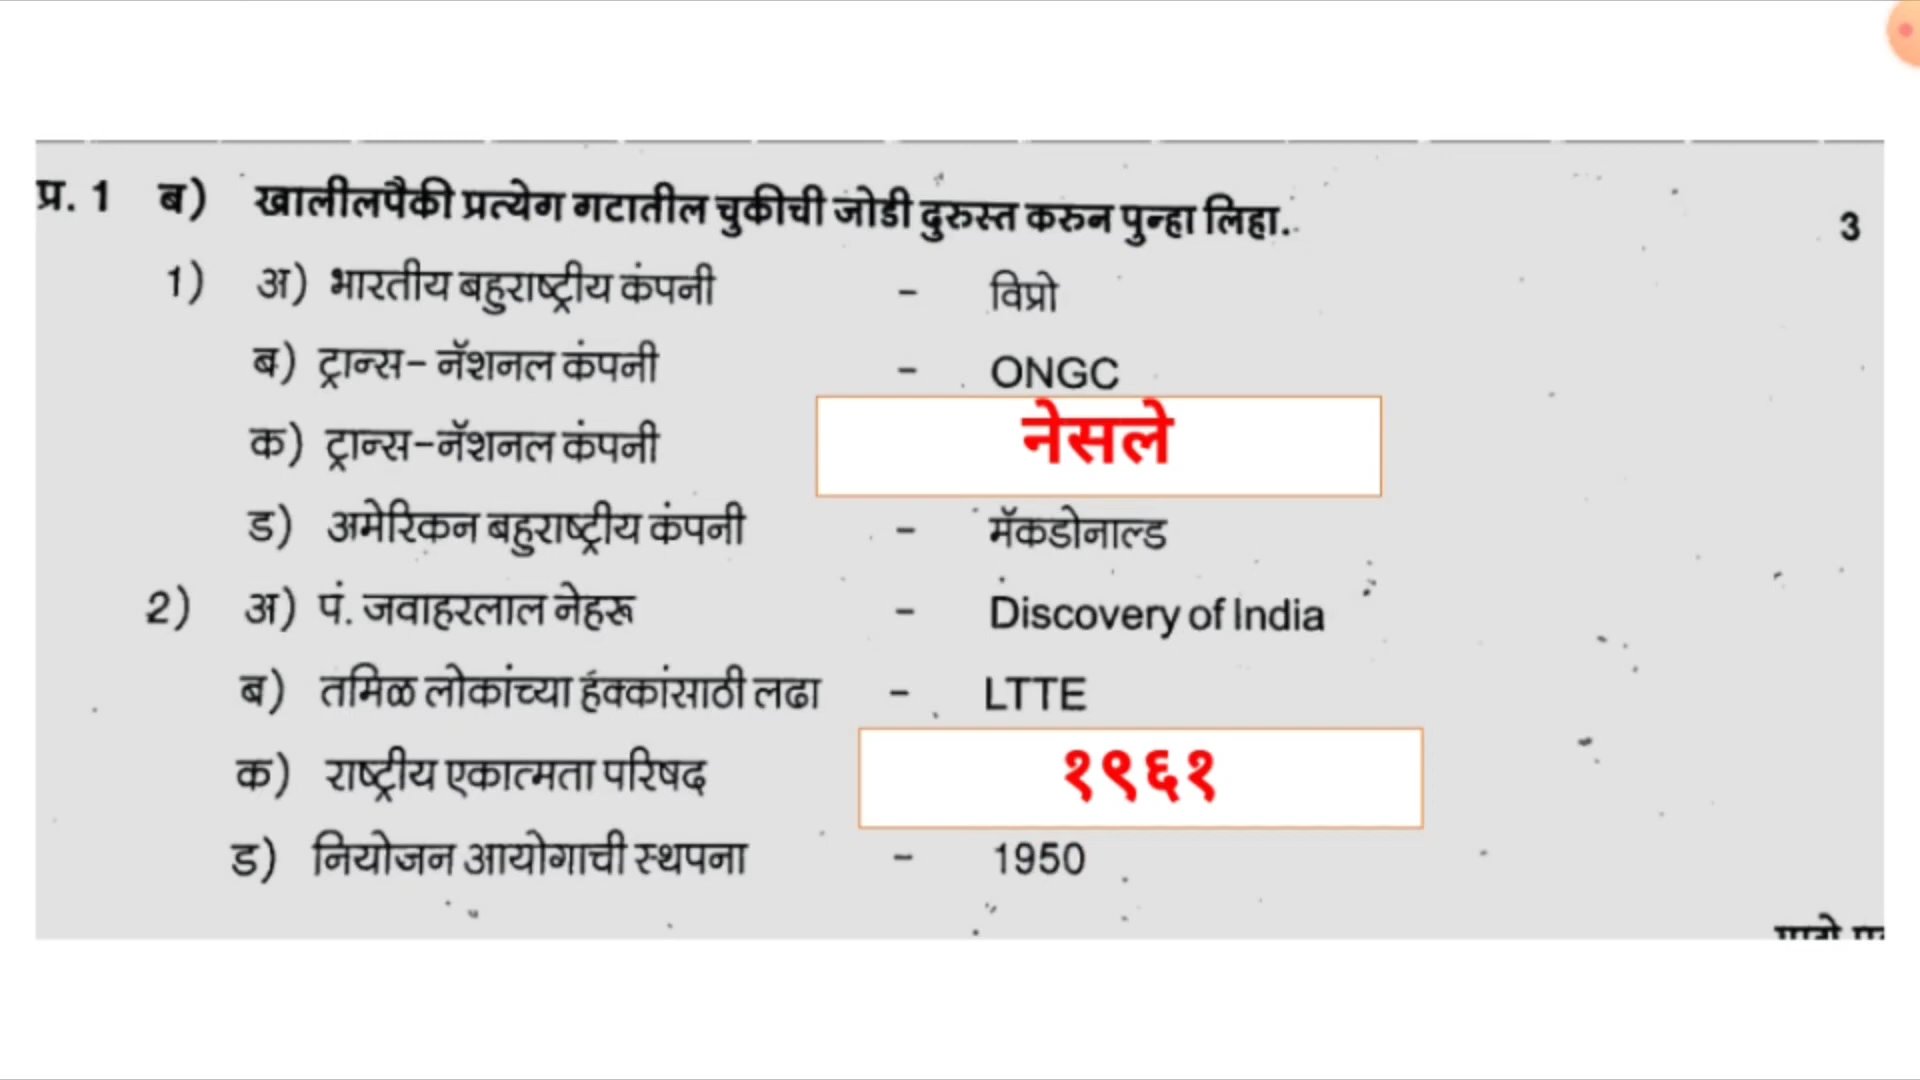 प्र. 1 ब) खालीलपैकी प्रत्येग गटातील चुकीची जोडी दुरुस्त करुन पुन्हा लिहा. 3
1) अ) भारतीय बहुराष्ट्रीय कंपनी - विप्रो
ब) ट्रान्स- नॅशनल कंपनी - ONGC
क) ट्रान्स-नॅशनल कंपनी नेसले
ड) अमेरिकन बहुराष्ट्रीय कंपनी - मॅकडोनाल्ड
2) अ) पं. जवाहरलाल नेहरू - Discovery of India
ब) तमिळ लोकांच्या हक्कांसाठी लढा - LTTE
क) राष्ट्रीय एकात्मता परिषद १९६१
ड) नियोजन आयोगाची स्थपना - 1950